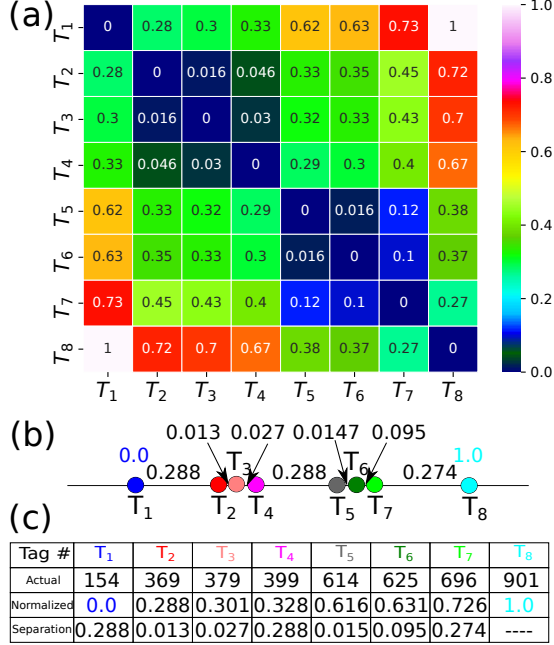 (a)
T1 0 0.28 0.3 0.33 0.62 0.63 0.73 1
T2 0.28 0 0.016 0.046 0.33 0.35 0.45 0.72
T3 0.3 0.016 0 0.03 0.32 0.33 0.43 0.7
T4 0.33 0.046 0.03 0 0.29 0.3 0.4 0.67
T5 0.62 0.33 0.32 0.29 0 0.016 0.12 0.38
T6 0.63 0.35 0.33 0.3 0.016 0 0.1 0.37
T7 0.73 0.45 0.43 0.4 0.12 0.1 0 0.27
T8 1 0.72 0.7 0.67 0.38 0.37 0.27 0
T1 T2 T3 T4 T5 T6 T7 T8
1.0
0.8
0.6
0.4
0.2
0.0
(b)
0.013 0.027 0.0147 0.095
0.0 1.0
0.288 T3 0.288 T6 0.274
T1 T2 T4 T5 T7 T8
(c)
Tag # T1 T2 T3 T4 T5 T6 T7 T8
Actual 154 369 379 399 614 625 696 901
Normalized 0.0 0.288 0.301 0.328 0.616 0.631 0.726 1.0
Separation 0.288 0.013 0.027 0.288 0.015 0.095 0.274 ----